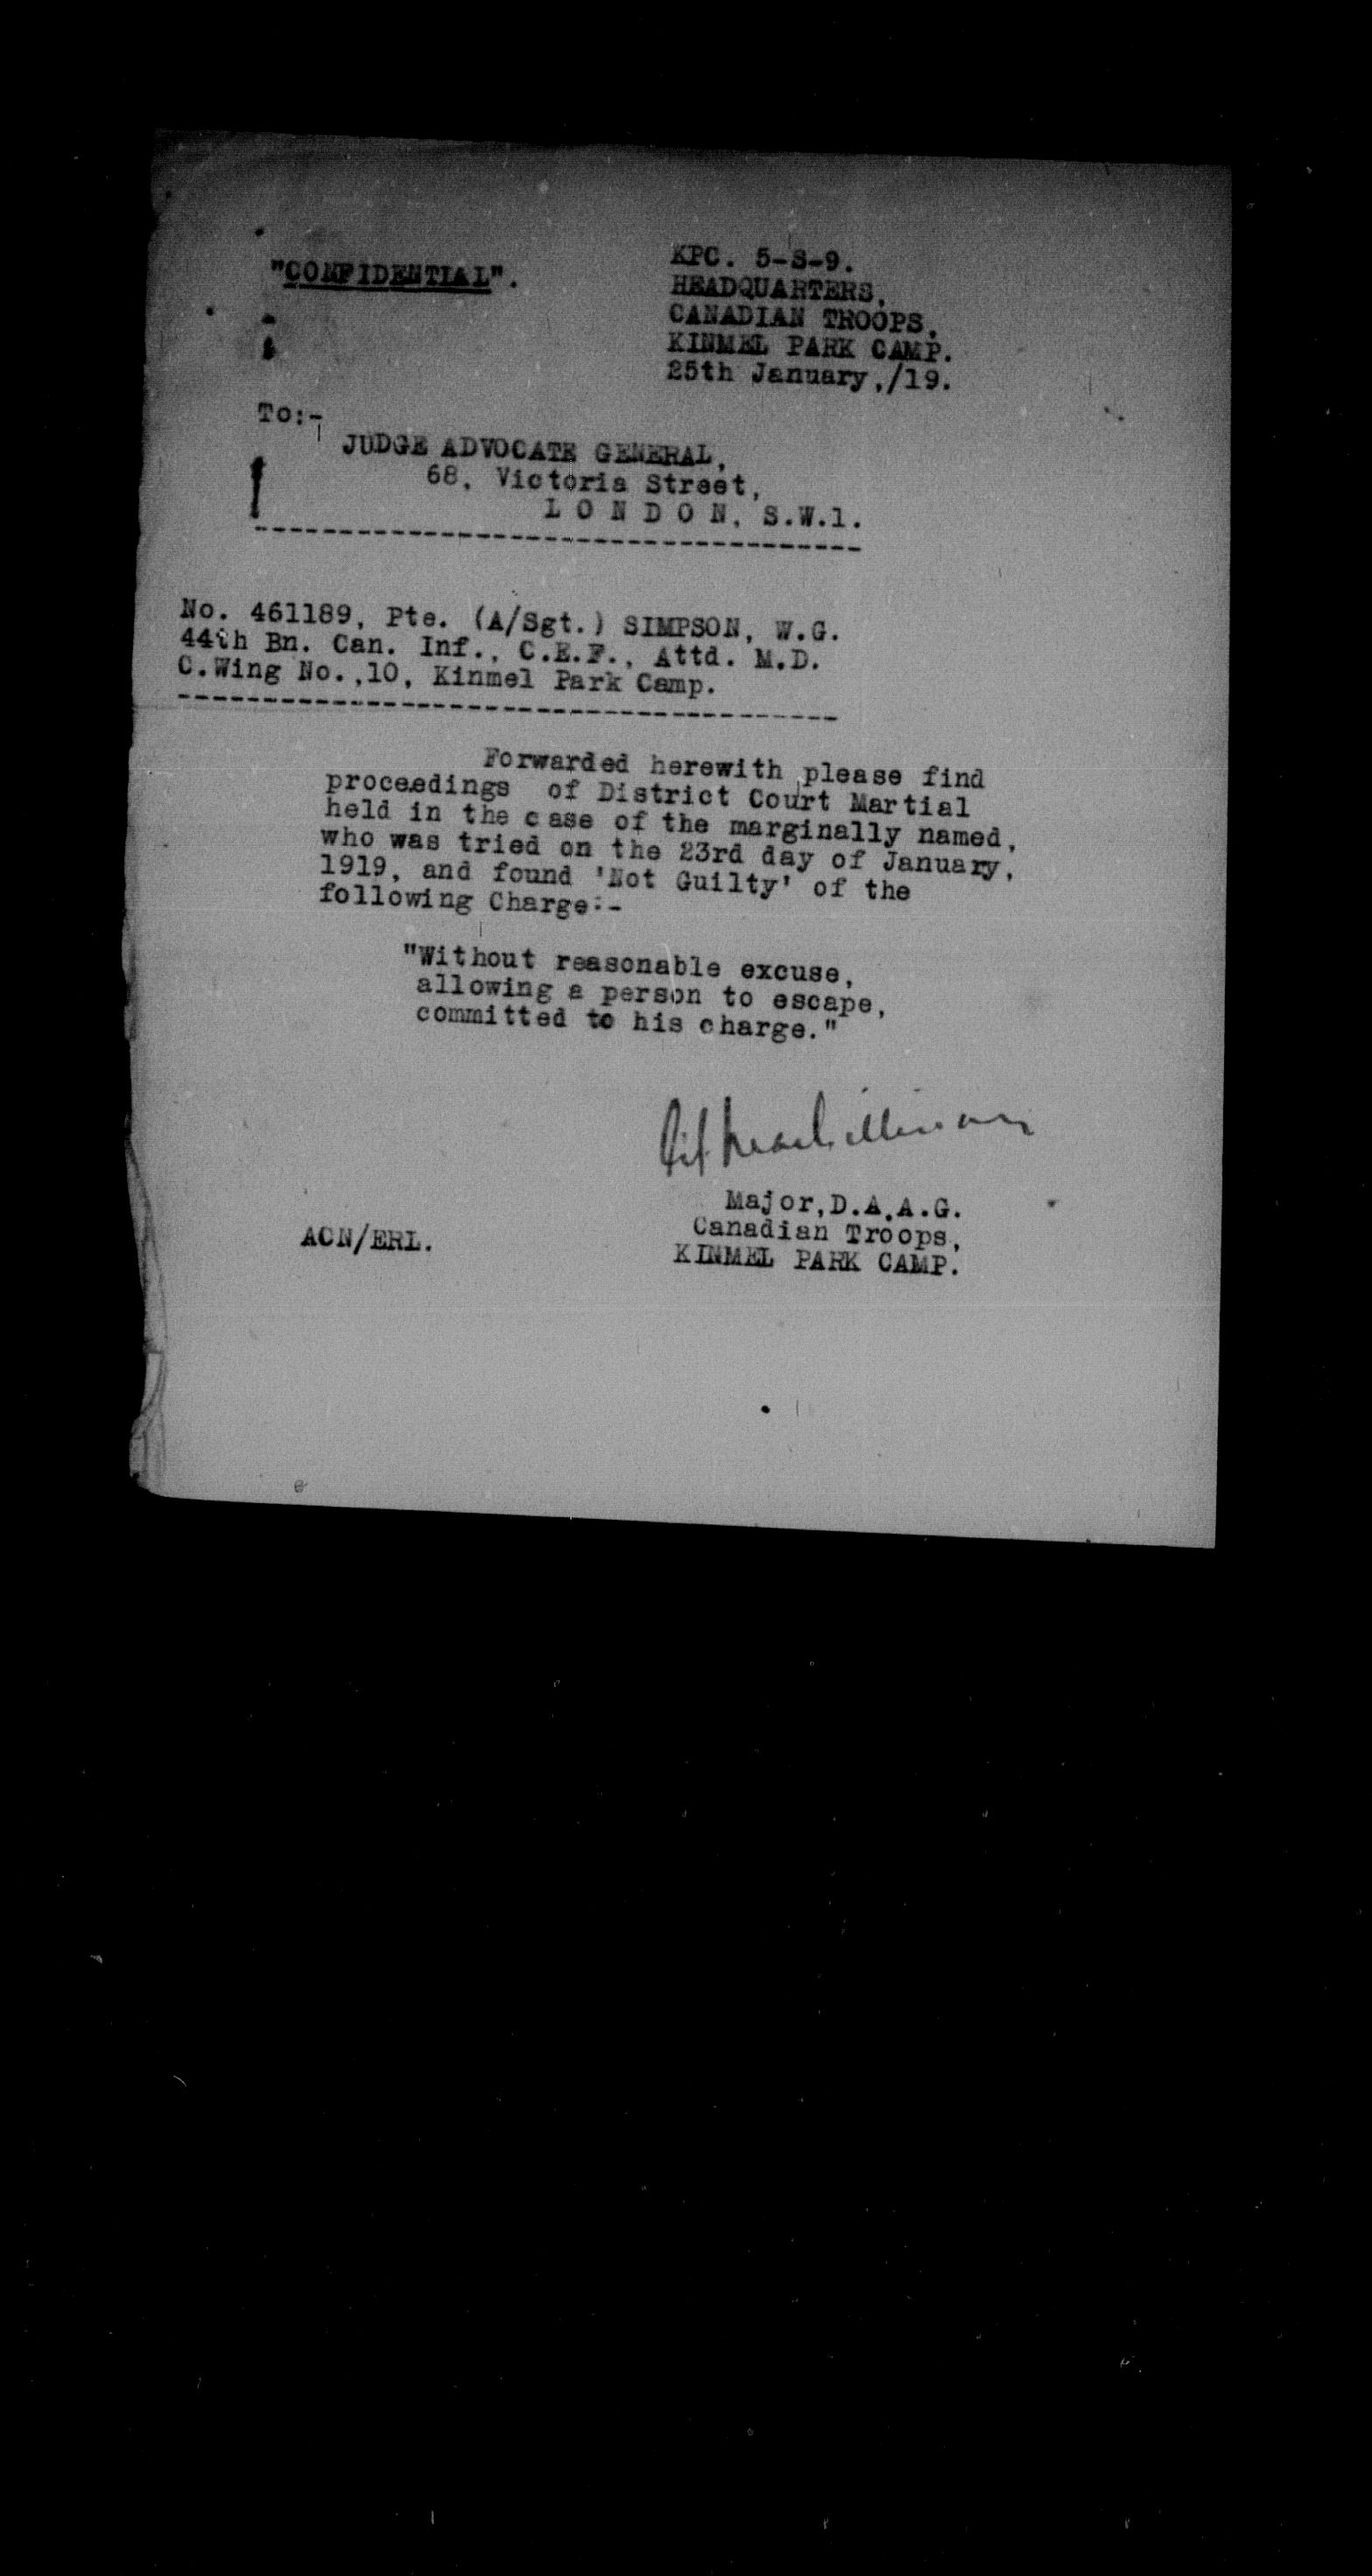 "CONFIDENTIAL".
KPC. 5-S-9.
HEADQUARTERS,
CANADIAN TROOPS,
KINMEL PARK CAMP.
25th January,/19.
To:-
JUDGE ADVOCATE GENERAL,
68, Victoria Street,
L O N D O N, S.W.1.
No. 461189, Pte. (A/Sgt.) SIMPSON, W.G.
44th Bn. Can. Inf., C.E.F., Attd. M.D.
C.Wing No.,10, Kinmel Park Camp.
Forwarded herewith please find
proceedings of District Court Martial
held in the case of the marginally named,
who was tried on the 23rd day of January,
1919, and found 'Not Guilty' of the
following Charge:-
"Without reasonable excuse,
allowing a person to escape,
committed to his charge."
Major,D.A.A.G.
Canadian Troops,
KINMEL PARK CAMP.
ACN/ERL.